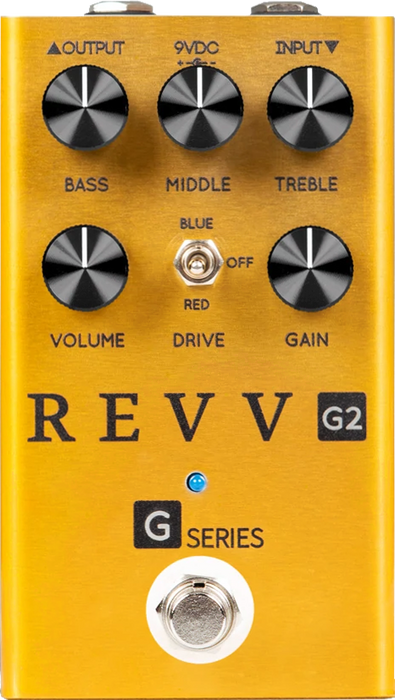 ▲OUTPUT 9VDC INPUT▼
+ -
BASS MIDDLE TREBLE
BLUE
OFF
RED
VOLUME DRIVE GAIN
REVV G2
G SERIES